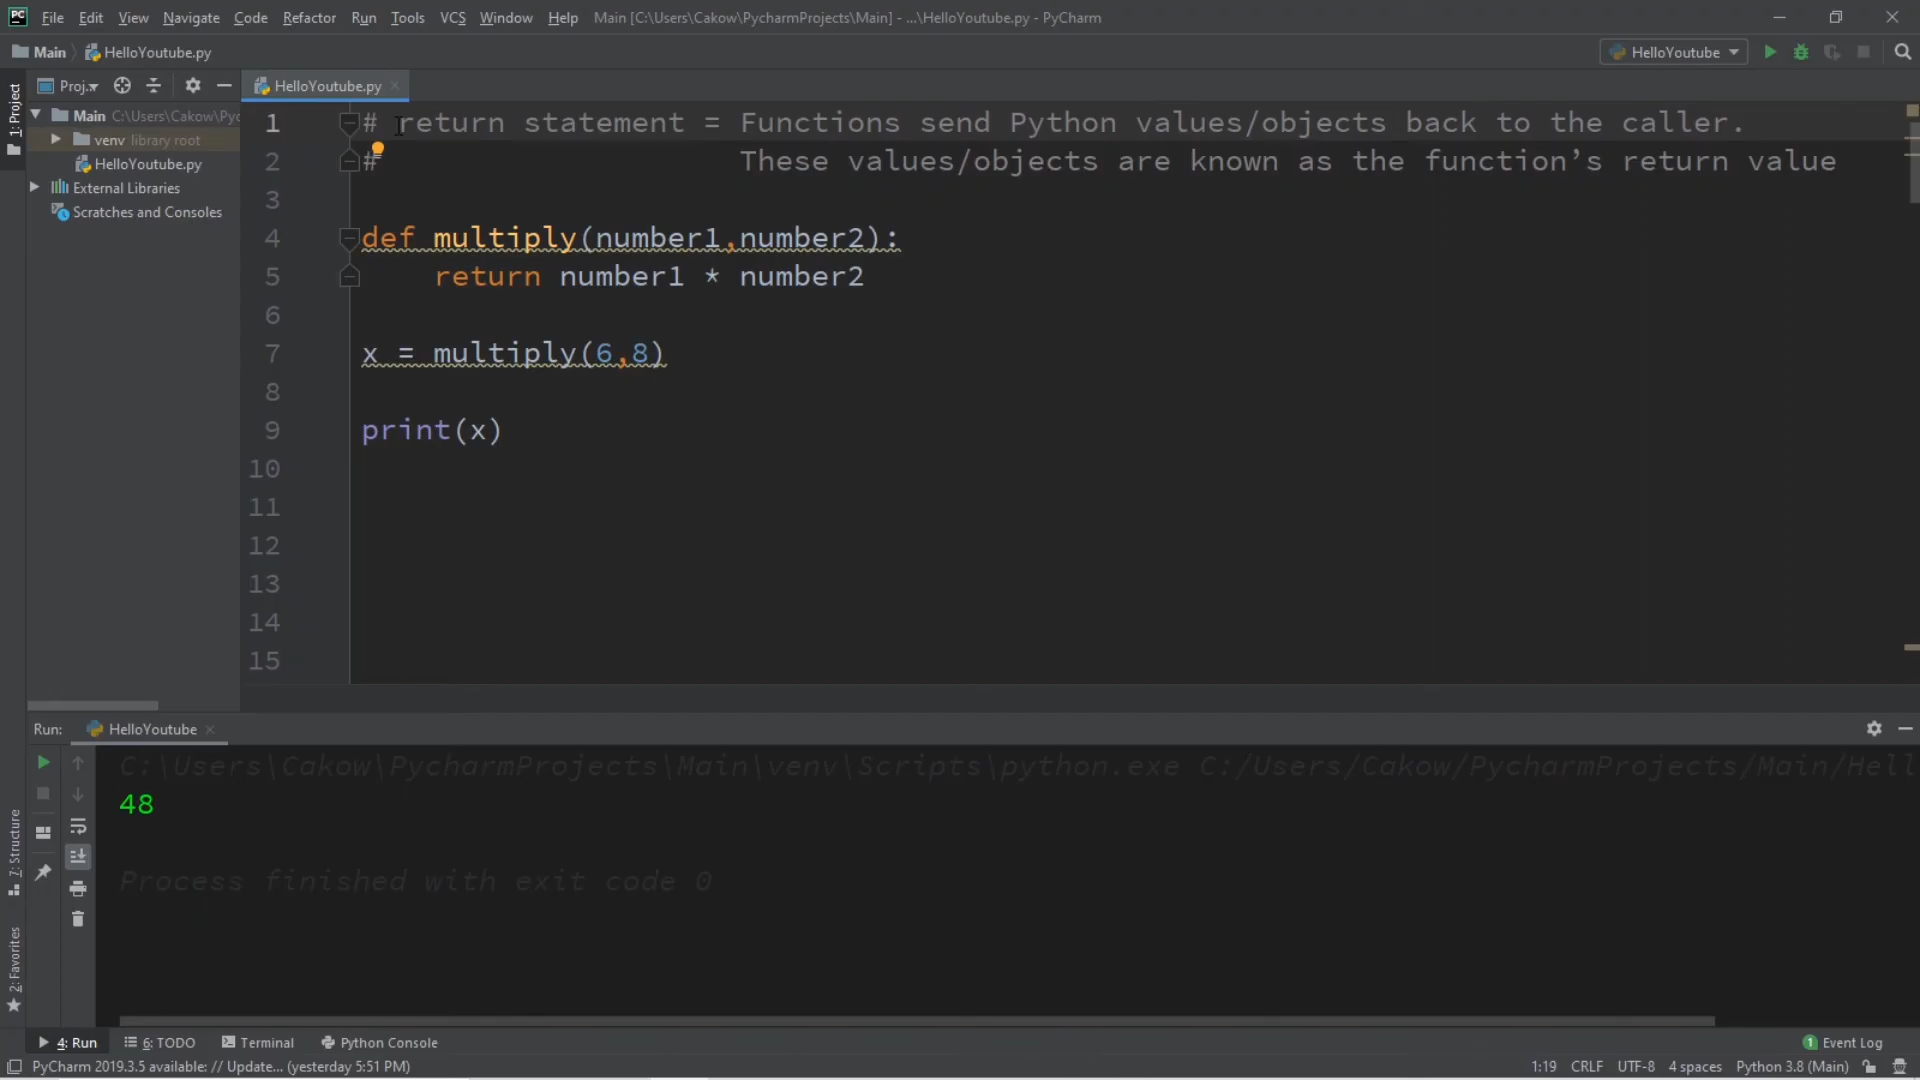 PC File Edit View Navigate Code Refactor Run Tools VCS Window Help Main [C:\Users\Cakow\PycharmProjects\Main] - ...\HelloYoutube.py - PyCharm
Main HelloYoutube.py HelloYoutube
1: Project
Proj... HelloYoutube.py
Main C:\Users\Cakow\Pyc
venv library root
HelloYoutube.py
External Libraries
Scratches and Consoles
1 # return statement = Functions send Python values/objects back to the caller.
2 # These values/objects are known as the function’s return value
3
4 def multiply(number1,number2):
5 return number1 * number2
6
7 x = multiply(6,8)
8
9 print(x)
10
11
12
13
14
15
Run: HelloYoutube
C:\Users\Cakow\PycharmProjects\Main\venv\Scripts\python.exe C:/Users/Cakow/PycharmProjects/Main/Hell
48
Process finished with exit code 0
7: Structure
2: Favorites
4: Run 6: TODO Terminal Python Console 1 Event Log
PyCharm 2019.3.5 available: // Update... (yesterday 5:51 PM) 1:19 CRLF UTF-8 4 spaces Python 3.8 (Main)